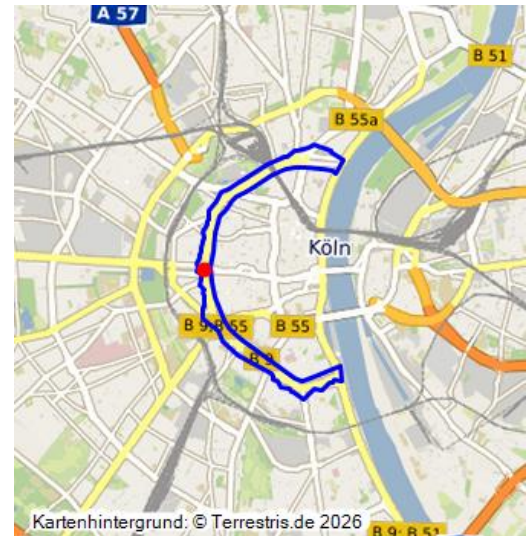 A 57
B 51
B 55a
Köln
B 9;B 55
B 55
B 9
Kartenhintergrund: © Terrestris.de 2026
B 9; B 51